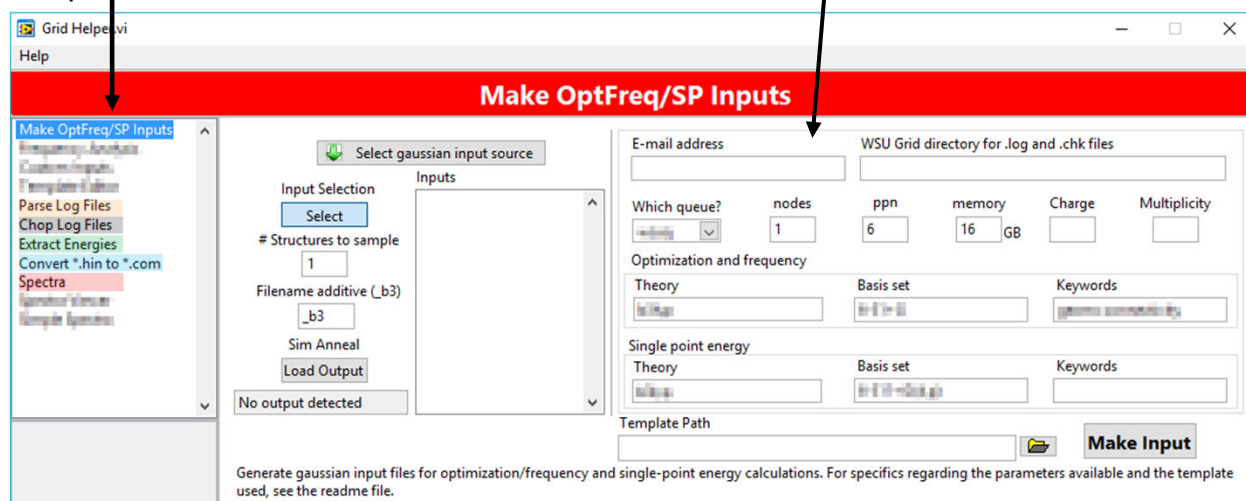 Grid Helper.vi
Help
Make OptFreq/SP Inputs
Make OptFreq/SP Inputs
Parse Log Files
Chop Log Files
Extract Energies
Convert *.hin to *.com
Spectra
Select gaussian input source
Input Selection
Select
# Structures to sample
1
Filename additive (_b3)
_b3
Sim Anneal
Load Output
No output detected
Inputs
E-mail address
WSU Grid directory for .log and .chk files
Which queue? nodes ppn memory Charge Multiplicity
1 6 16 GB
Optimization and frequency
Theory Basis set Keywords
Single point energy
Theory Basis set Keywords
Template Path
Make Input
Generate gaussian input files for optimization/frequency and single-point energy calculations. For specifics regarding the parameters available and the template
used, see the readme file.